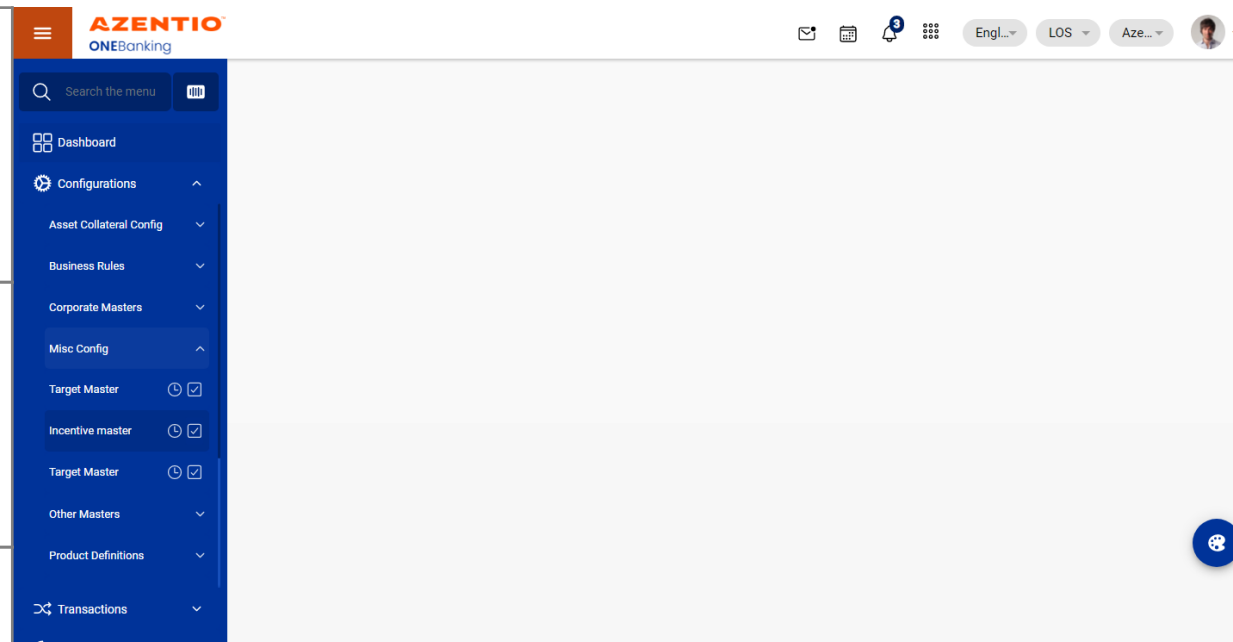 AZENTIO
ONEBanking
3
Engl...
LOS
Aze...
Search the menu
Dashboard
Configurations
Asset Collateral Config
Business Rules
Corporate Masters
Misc Config
Target Master
Incentive master
Target Master
Other Masters
Product Definitions
Transactions